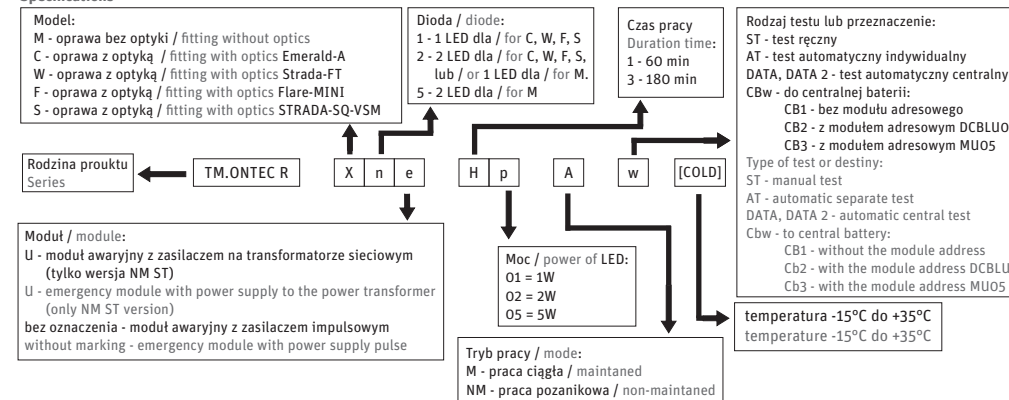 Model:
M - oprawa bez optyki / fitting without optics
C - oprawa z optyką / fitting with optics Emerald-A
W - oprawa z optyką / fitting with optics Strada-FT
F - oprawa z optyką / fitting with optics Flare-MINI
S - oprawa z optyką / fitting with optics STRADA-SQ-VSM
Dioda / diode:
1 - 1 LED dla / for C, W, F, S
2 - 2 LED dla / for C, W, F, S,
lub / or 1 LED dla / for M.
5 - 2 LED dla / for M
Czas pracy
Duration time:
1 - 60 min
3 - 180 min
Rodzaj testu lub przeznaczenie:
ST - test ręczny
AT - test automatyczny indywidualny
DATA, DATA 2 - test automatyczny centralny
CBw - do centralnej baterii:
CB1 - bez modułu adresowego
CB2 - z modułem adresowym DCBLU0
CB3 - z modułem adresowym MU05
Type of test or destiny:
ST - manual test
AT - automatic separate test
DATA, DATA 2 - automatic central test
Cbw - to central battery:
CB1 - without the module address
Cb2 - with the module address DCBLU
Cb3 - with the module address MU05
Rodzina prouktu
Series
TM.ONTEC R
X n e H p A w [COLD]
Moduł / module:
U - moduł awaryjny z zasilaczem na transformatorze sieciowym
(tylko wersja NM ST)
U - emergency module with power supply to the power transformer
(only NM ST version)
bez oznaczenia - moduł awaryjny z zasilaczem impulsowym
without marking - emergency module with power supply pulse
Moc / power of LED:
01 = 1W
02 = 2W
05 = 5W
temperatura -15°C do +35°C
temperature -15°C do +35°C
Tryb pracy / mode:
M - praca ciągła / maintaned
NM - praca pozanikowa / non-maintaned